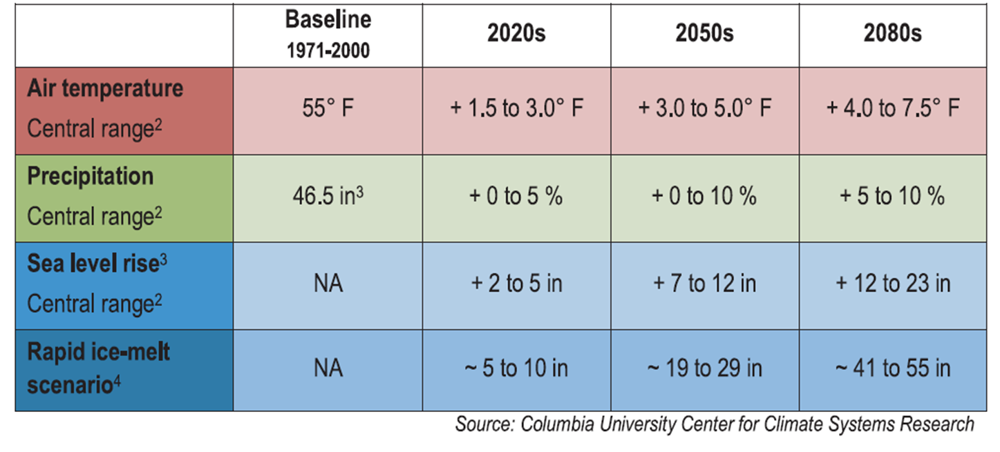 Baseline
1971-2000
2020s
2050s
2080s
Air temperature
Central range²
55° F
+ 1.5 to 3.0° F
+ 3.0 to 5.0° F
+ 4.0 to 7.5° F
Precipitation
Central range²
46.5 in³
+ 0 to 5 %
+ 0 to 10 %
+ 5 to 10 %
Sea level rise³
Central range²
NA
+ 2 to 5 in
+ 7 to 12 in
+ 12 to 23 in
Rapid ice-melt
scenario⁴
NA
~ 5 to 10 in
~ 19 to 29 in
~ 41 to 55 in
Source: Columbia University Center for Climate Systems Research